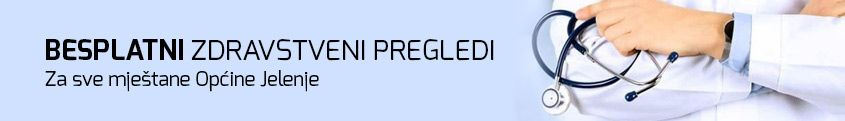 BESPLATNI ZDRAVSTVENI PREGLEDI
Za sve mještane Općine Jelenje